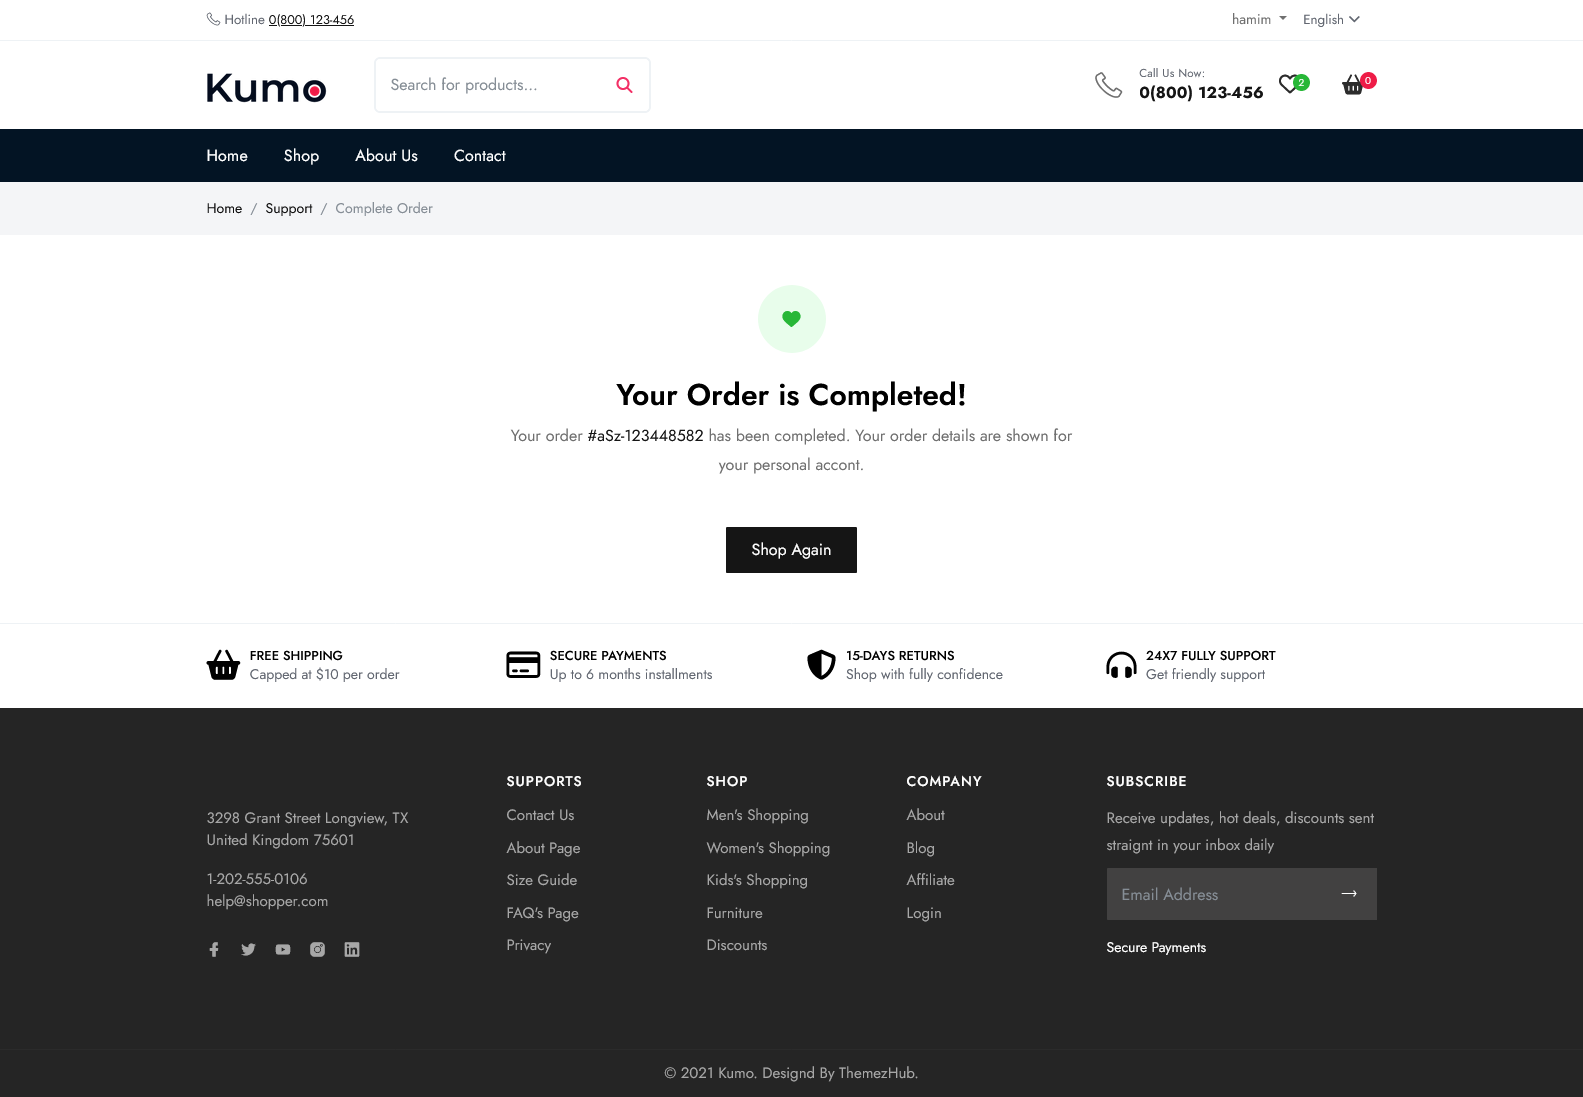 Hotline 0(800) 123-456
hamim
English
Kumo
Search for products...
Call Us Now:
0(800) 123-456
2
0
Home
Shop
About Us
Contact
Home / Support / Complete Order
Your Order is Completed!
Your order #aSz-123448582 has been completed. Your order details are shown for
your personal accont.
Shop Again
FREE SHIPPING
Capped at $10 per order
SECURE PAYMENTS
Up to 6 months installments
15-DAYS RETURNS
Shop with fully confidence
24X7 FULLY SUPPORT
Get friendly support
3298 Grant Street Longview, TX
United Kingdom 75601
1-202-555-0106
help@shopper.com
SUPPORTS
Contact Us
About Page
Size Guide
FAQ's Page
Privacy
SHOP
Men's Shopping
Women's Shopping
Kids's Shopping
Furniture
Discounts
COMPANY
About
Blog
Affiliate
Login
SUBSCRIBE
Receive updates, hot deals, discounts sent
straignt in your inbox daily
Email Address
Secure Payments
© 2021 Kumo. Designd By ThemezHub.